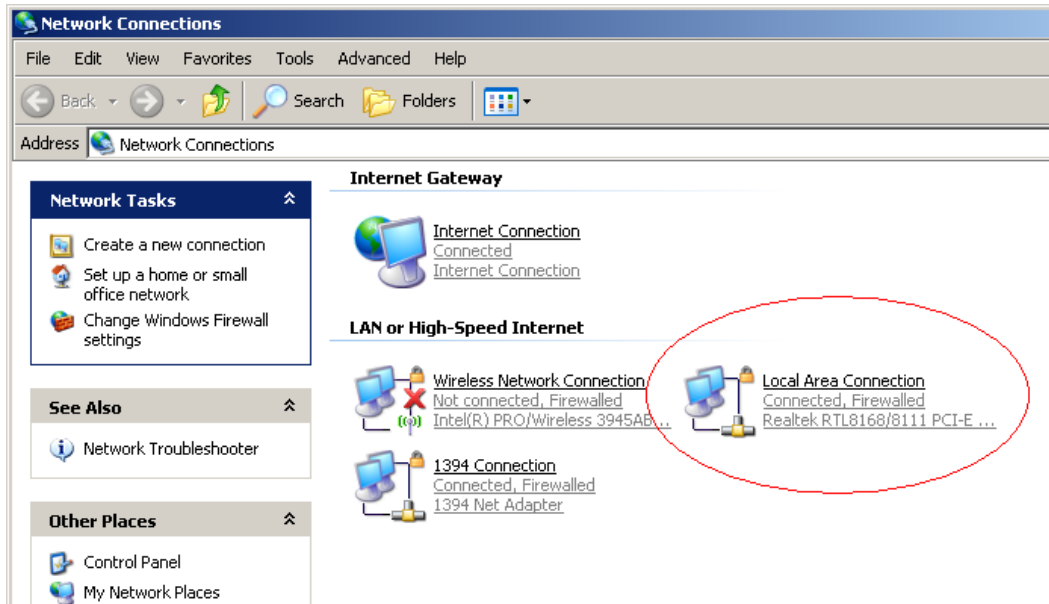 Network Connections
File Edit View Favorites Tools Advanced Help
Back Search Folders
Address Network Connections
Network Tasks
Create a new connection
Set up a home or small
office network
Change Windows Firewall
settings
See Also
Network Troubleshooter
Other Places
Control Panel
My Network Places
Internet Gateway
Internet Connection
Connected
Internet Connection
LAN or High-Speed Internet
Wireless Network Connection
Not connected, Firewalled
Intel(R) PRO/Wireless 3945AB...
Local Area Connection
Connected, Firewalled
Realtek RTL8168/8111 PCI-E ...
1394 Connection
Connected, Firewalled
1394 Net Adapter